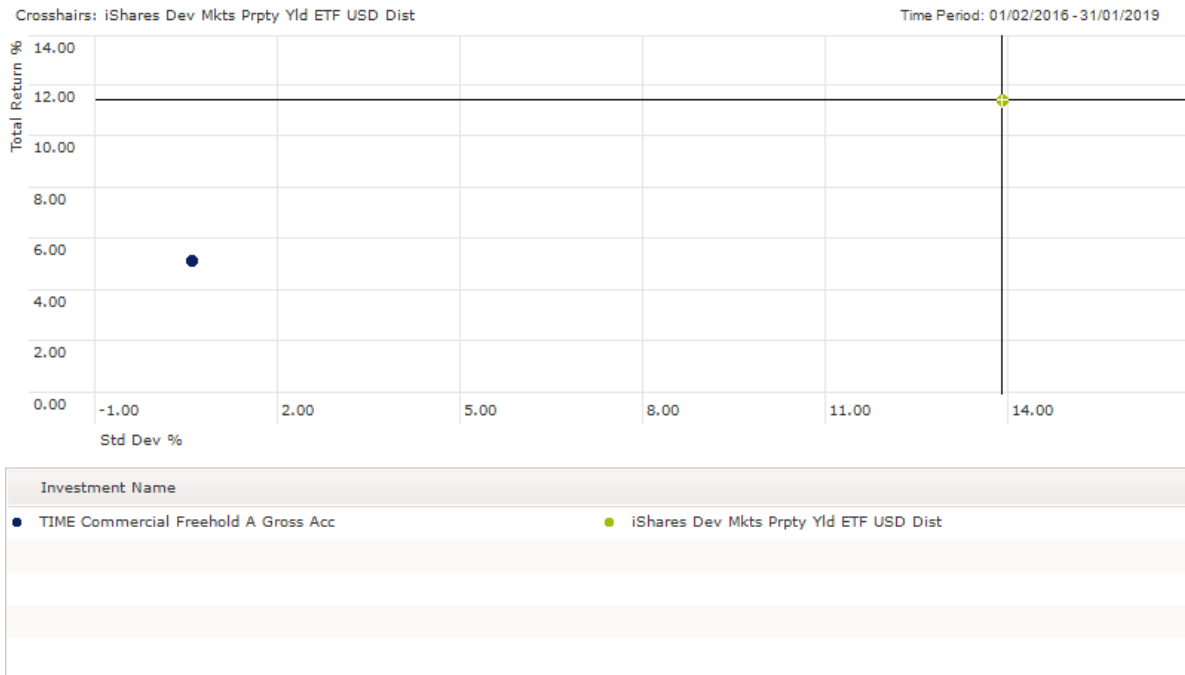 Crosshairs: iShares Dev Mkts Prpty Yld ETF USD Dist
Time Period: 01/02/2016 - 31/01/2019
Total Return %
14.00
12.00
10.00
8.00
6.00
4.00
2.00
0.00
-1.00 2.00 5.00 8.00 11.00 14.00
Std Dev %
Investment Name
TIME Commercial Freehold A Gross Acc
iShares Dev Mkts Prpty Yld ETF USD Dist